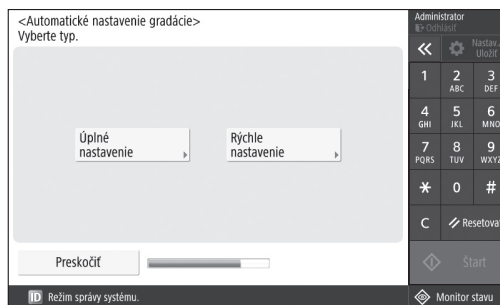 <Automatické nastavenie gradácie>
Vyberte typ.
Úplné
nastavenie
Rýchle
nastavenie
Preskočiť
ID Režim správy systému.
Administrator
Odhlásiť
Nastav./
Uložiť
1 2 3
ABC DEF
4 5 6
GHI JKL MNO
7 8 9
PQRS TUV WXYZ
* 0 #
C Resetovať
Štart
Monitor stavu